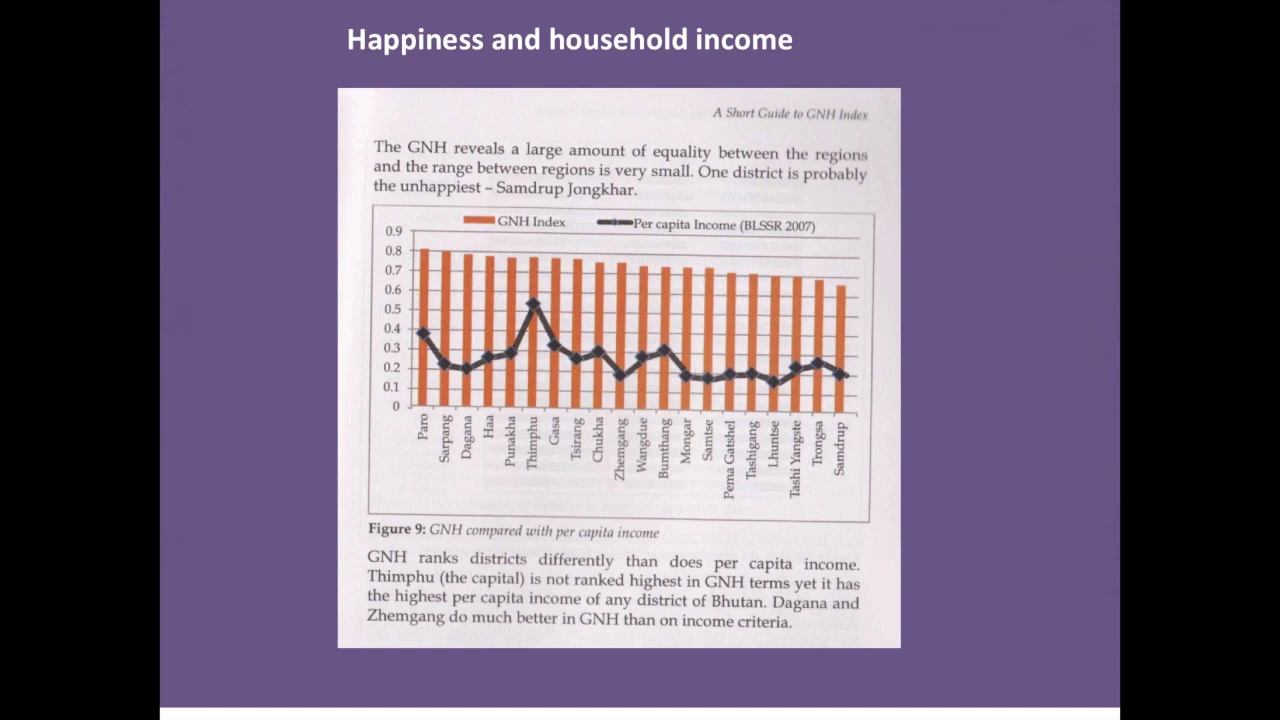 Happiness and household income
A Short Guide to GNH Index
The GNH reveals a large amount of equality between the regions
and the range between regions is very small. One district is probably
the unhappiest – Samdrup Jongkhar.
GNH Index
Per capita Income (BLSSR 2007)
0.9
0.8
0.7
0.6
0.5
0.4
0.3
0.2
0.1
0
Paro
Sarpang
Dagana
Haa
Punakha
Thimphu
Gasa
Tsirang
Chukha
Zhemgang
Wangdue
Bumthang
Mongar
Samtse
Pema Gatshel
Tashigang
Lhuntse
Tashi Yangste
Trongsa
Samdrup
Figure 9: GNH compared with per capita income
GNH ranks districts differently than does per capita income.
Thimphu (the capital) is not ranked highest in GNH terms yet it has
the highest per capita income of any district of Bhutan. Dagana and
Zhemgang do much better in GNH than on income criteria.